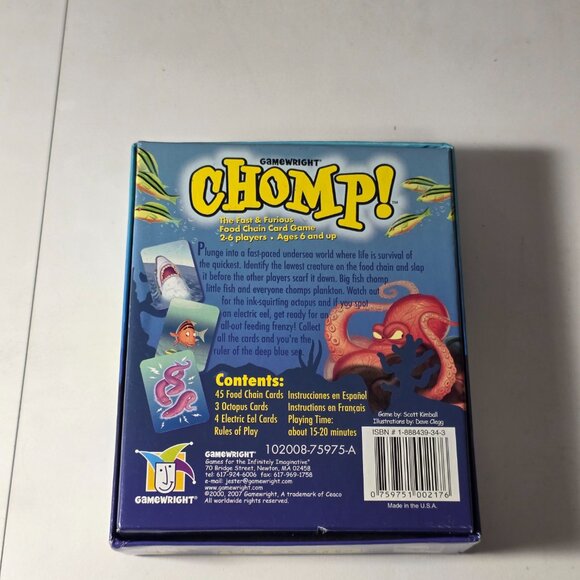 GAMEWRIGHT®
CHOMP!™
The Fast & Furious
Food Chain Card Game
2-6 players • Ages 6 and up
Plunge into a fast-paced undersea world where life is survival of
the quickest. Identify the lowest creature on the food chain and slap
it before the other players scarf it down. Big fish chomp
little fish and everyone chomps plankton. Watch out
for the ink-squirting octopus and if you spot
an electric eel, get ready for an
all-out feeding frenzy! Collect
all the cards and you're the
ruler of the deep blue sea.
Contents:
45 Food Chain Cards
3 Octopus Cards
4 Electric Eel Cards
Rules of Play
Instrucciones en Español
Instructions en Français
Playing Time:
about 15-20 minutes
Game by: Scott Kimball
Illustrations by: Dave Clegg
102008-75975-A
GAMEWRIGHT®
Games for the Infinitely Imaginative®
70 Bridge Street, Newton, MA 02458
tel: 617-924-6006 fax: 617-969-1758
e-mail: jester@gamewright.com
www.gamewright.com
©2000, 2007 Gamewright, A trademark of Ceaco
All worldwide rights reserved.
GAMEWRIGHT®
ISBN # 1-888439-34-3
0 759751 002176
Made in the U.S.A.